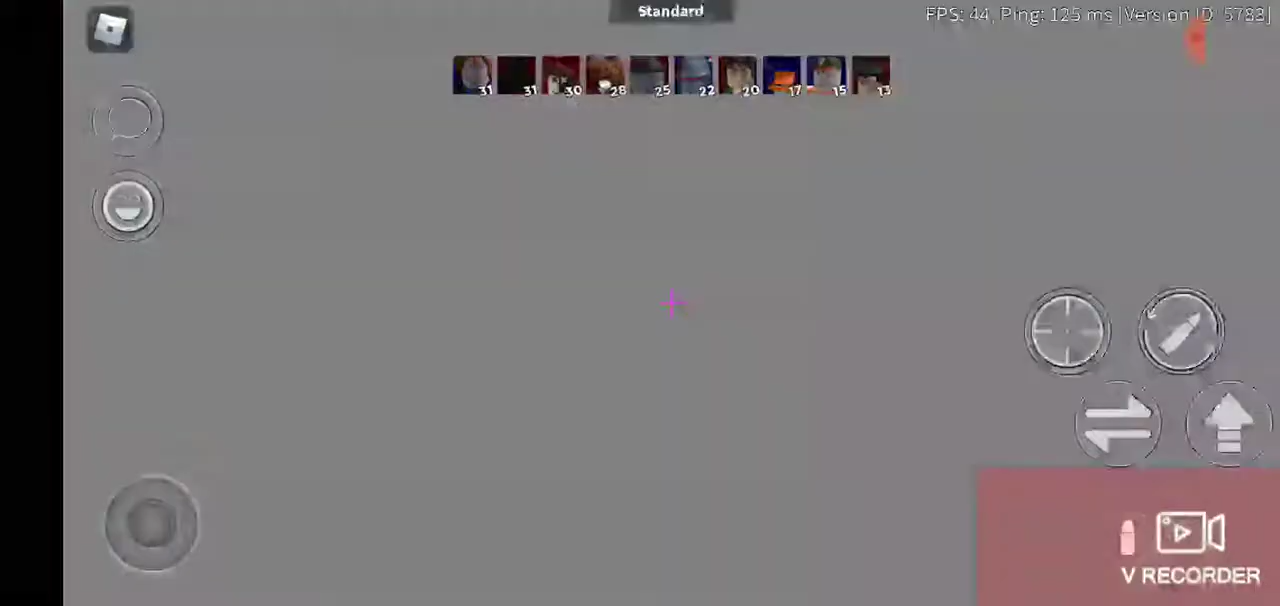 Standard
FPS: 44, Ping: 125 ms |Version ID: 5783|
31 31 30 28 25 22 20 17 15 13
V RECORDER